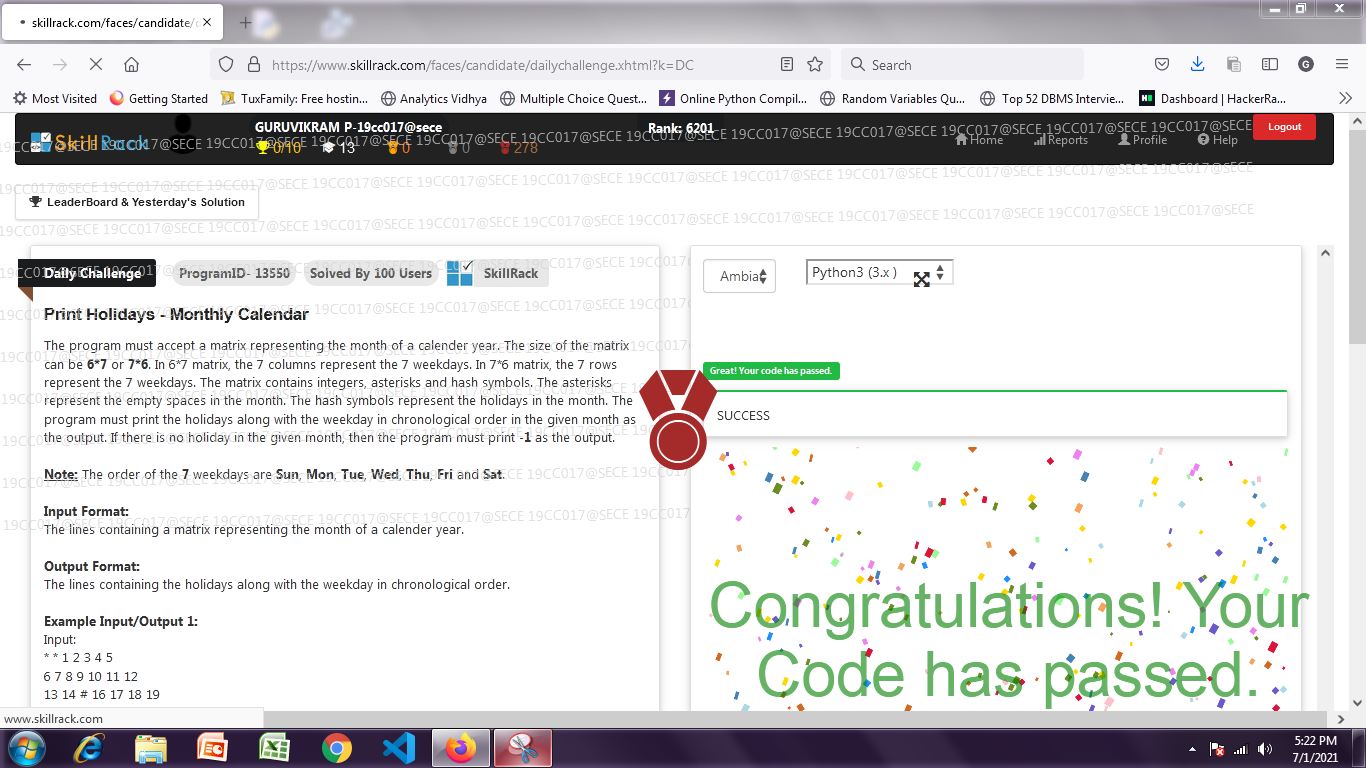 skillrack.com/faces/candidate/
https://www.skillrack.com/faces/candidate/dailychallenge.xhtml?k=DC
Search
G
Most Visited
Getting Started
TuxFamily: Free hostin...
Analytics Vidhya
Multiple Choice Quest...
Online Python Compil...
Random Variables Qu...
Top 52 DBMS Intervie...
Dashboard | HackerRa...
SkillRack
GURUVIKRAM P-19cc017@sece
0/10 13 0 0 278
Rank: 6201
Home Reports Profile Help
Logout
19CC017@SECE 19CC017@SECE 19CC017@SECE 19CC017@SECE 19CC017@SECE
LeaderBoard & Yesterday's Solution
Daily Challenge ProgramID- 13550 Solved By 100 Users SkillRack
Print Holidays - Monthly Calendar
The program must accept a matrix representing the month of a calender year. The size of the matrix
can be 6*7 or 7*6. In 6*7 matrix, the 7 columns represent the 7 weekdays. In 7*6 matrix, the 7 rows
represent the 7 weekdays. The matrix contains integers, asterisks and hash symbols. The asterisks
represent the empty spaces in the month. The hash symbols represent the holidays in the month. The
program must print the holidays along with the weekday in chronological order in the given month as
the output. If there is no holiday in the given month, then the program must print -1 as the output.
Note: The order of the 7 weekdays are Sun, Mon, Tue, Wed, Thu, Fri and Sat.
Input Format:
The lines containing a matrix representing the month of a calender year.
Output Format:
The lines containing the holidays along with the weekday in chronological order.
Example Input/Output 1:
Input:
* * 1 2 3 4 5
6 7 8 9 10 11 12
13 14 # 16 17 18 19
Ambia
Python3 (3.x )
Great! Your code has passed.
SUCCESS
Congratulations! Your
Code has passed.
www.skillrack.com
5:22 PM
7/1/2021